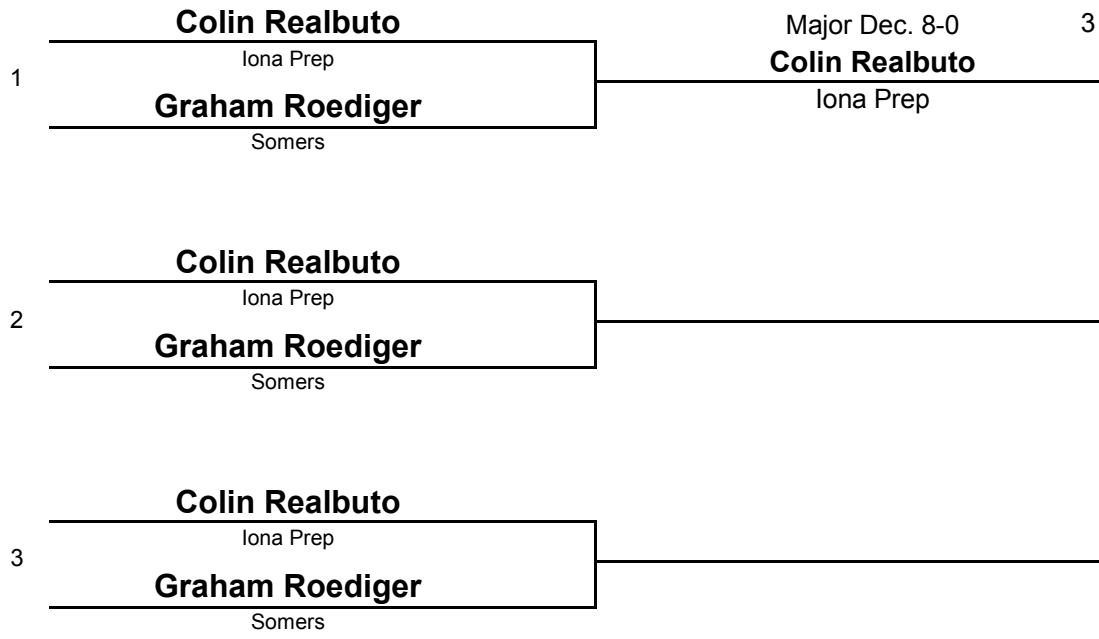 Colin Realbuto
Major Dec. 8-0 3
Iona Prep
Colin Realbuto
1
Iona Prep
Graham Roediger
Somers
Colin Realbuto
Iona Prep
2
Graham Roediger
Somers
Colin Realbuto
Iona Prep
3
Graham Roediger
Somers